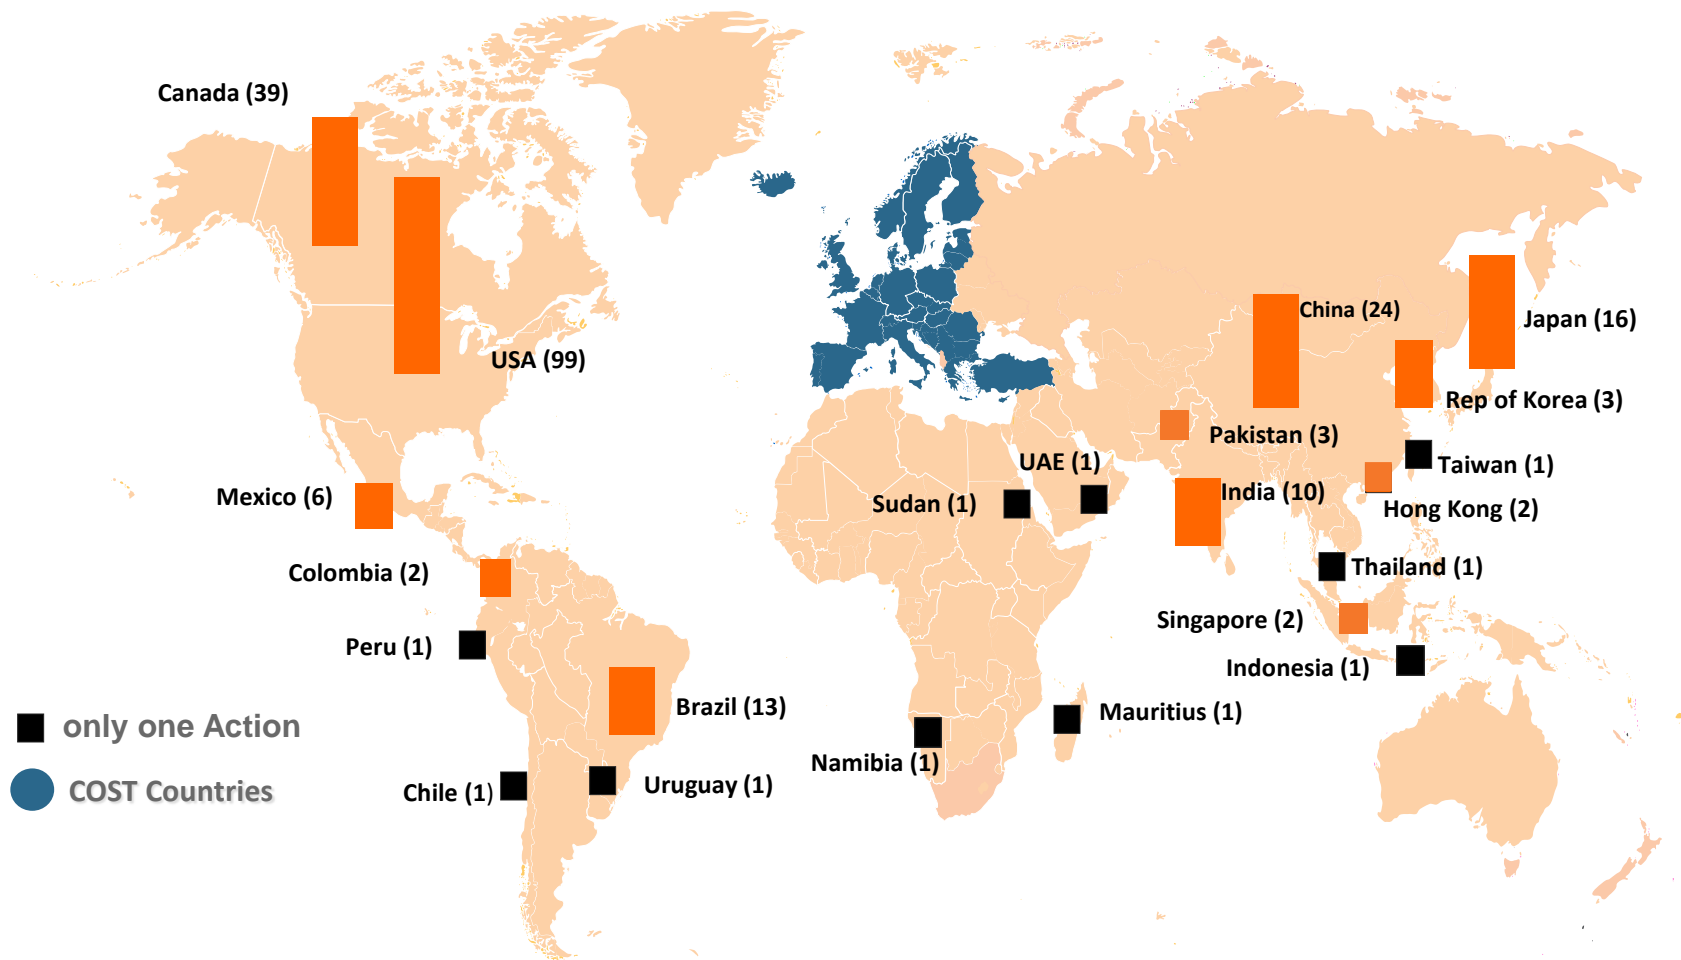 Canada (39)
USA (99)
China (24)
Japan (16)
Rep of Korea (3)
Pakistan (3)
UAE (1)
Taiwan (1)
Mexico (6)
Sudan (1)
India (10)
Hong Kong (2)
Colombia (2)
Thailand (1)
Peru (1)
Singapore (2)
Indonesia (1)
Brazil (13)
Mauritius (1)
only one Action
Namibia (1)
COST Countries
Chile (1)
Uruguay (1)